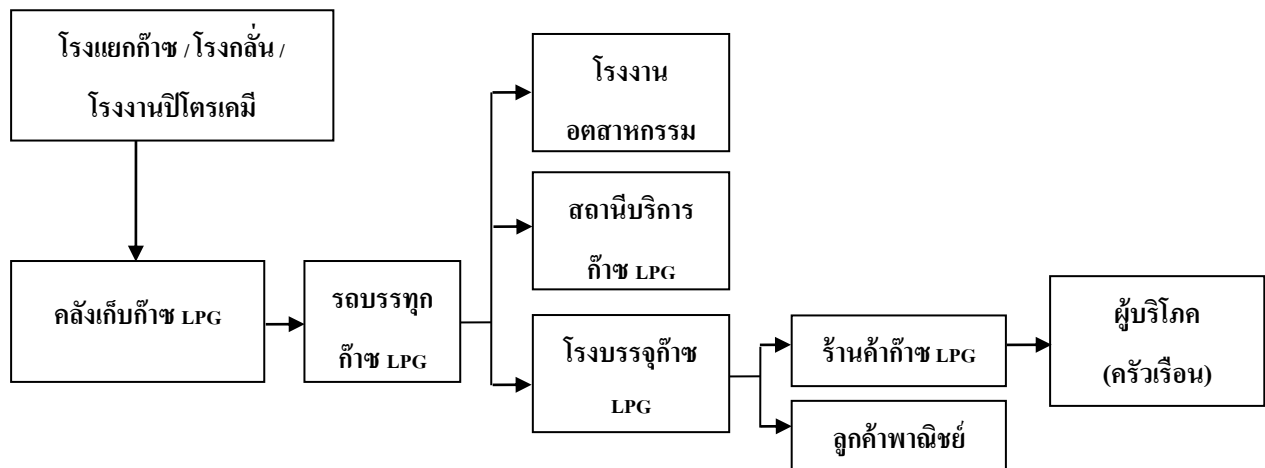 โรงแยกก๊าซ / โรงกลั่น /
โรงงานปิโตรเคมี
คลังเก็บก๊าซ LPG
รถบรรทุก
ก๊าซ LPG
โรงงาน
อตสาหกรรม
สถานีบริการ
ก๊าซ LPG
โรงบรรจุก๊าซ
LPG
ร้านค้าก๊าซ LPG
ลูกค้าพาณิชย์
ผู้บริโภค
(ครัวเรือน)